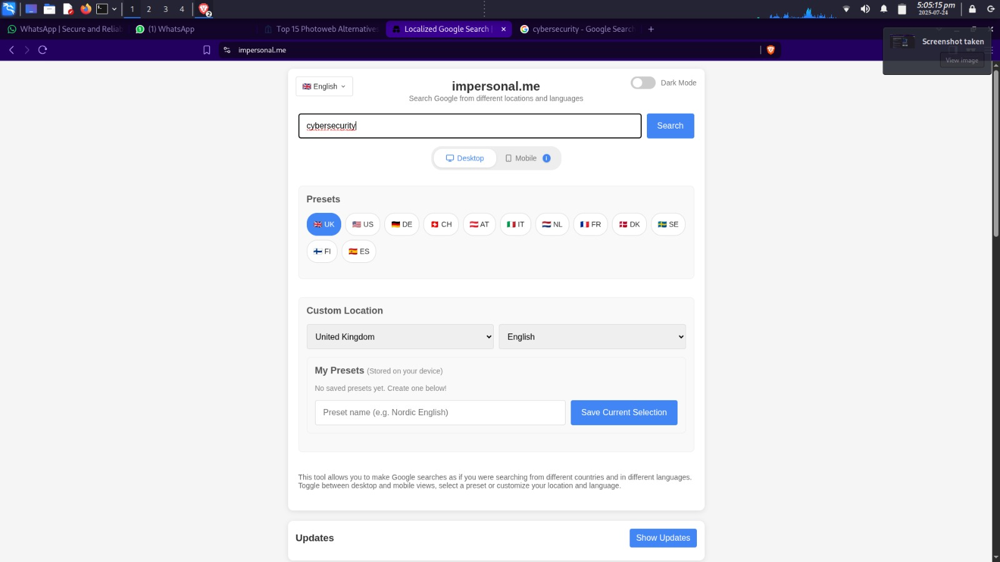 1 2 3 4 2 5:05:15 pm
2025-07-24
WhatsApp | Secure and Reliab (1) WhatsApp Top 15 Photoweb Alternatives Localized Google Search | cybersecurity - Google Search
impersonal.me
Screenshot taken
View image
English
impersonal.me
Dark Mode
Search Google from different locations and languages
cybersecurity
Search
Desktop Mobile i
Presets
UK US DE CH AT IT NL FR DK SE
FI ES
Custom Location
United Kingdom English
My Presets (Stored on your device)
No saved presets yet. Create one below!
Preset name (e.g. Nordic English) Save Current Selection
This tool allows you to make Google searches as if you were searching from different countries and in different languages.
Toggle between desktop and mobile views, select a preset or customize your location and language.
Updates Show Updates